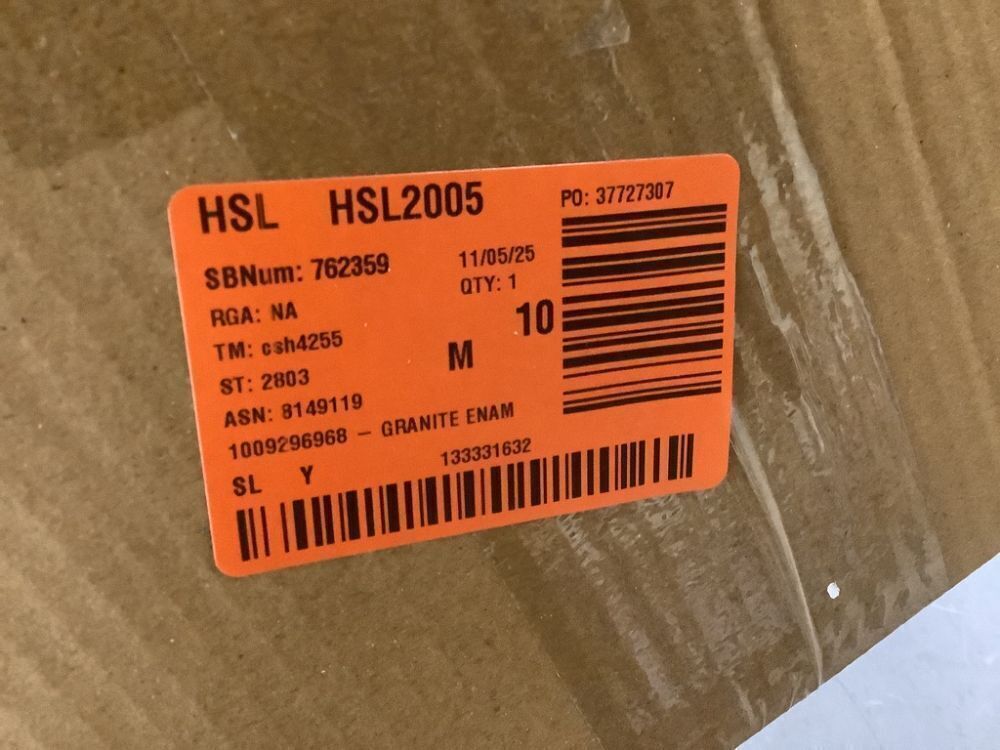 HSL HSL2005 PO: 37727307
SBNum: 762359 11/05/25
QTY: 1
RGA: NA 10
TM: csh4255 M
ST: 2803
ASN: 8149119
1009296968 – GRANITE ENAM
SL Y 133331632